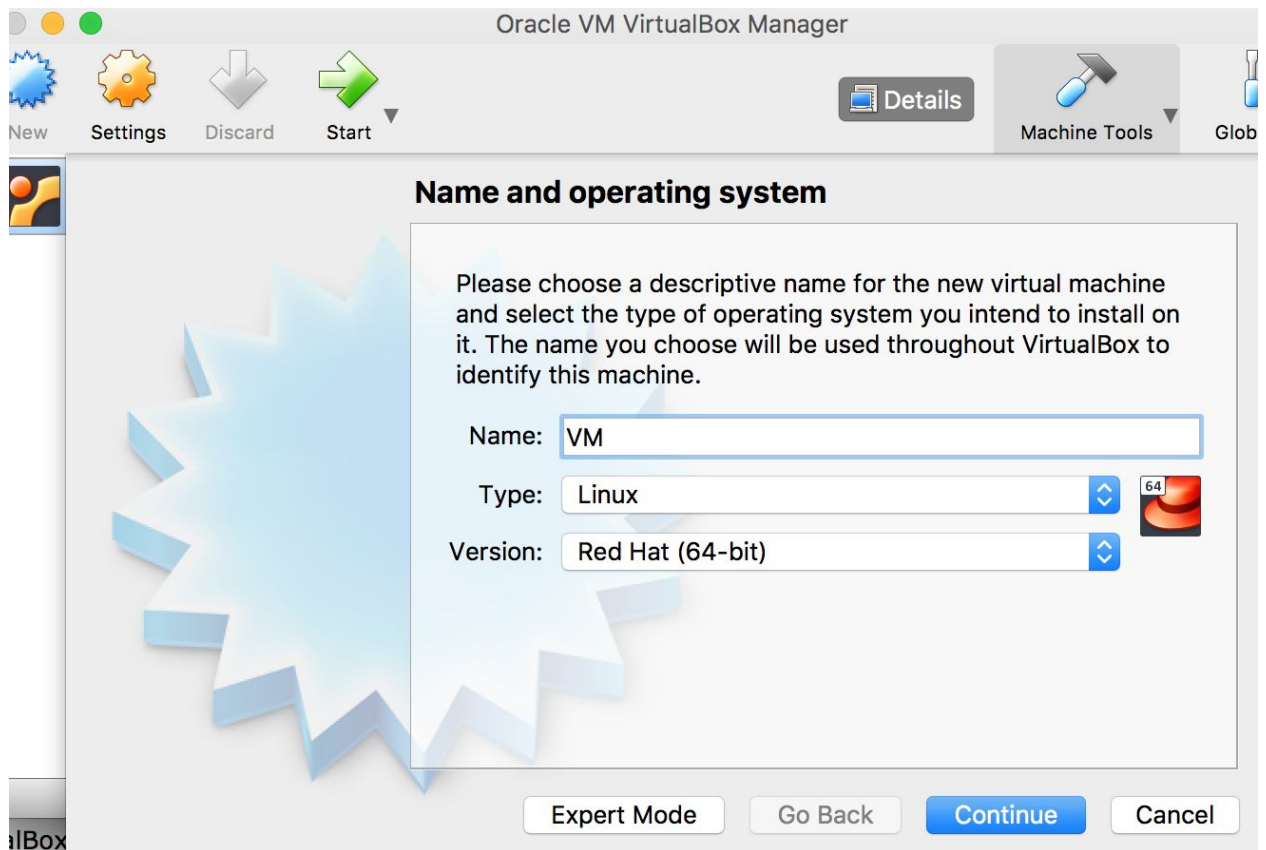 Oracle VM VirtualBox Manager
New
Settings
Discard
Start
Details
Machine Tools
Glob
Name and operating system
Please choose a descriptive name for the new virtual machine
and select the type of operating system you intend to install on
it. The name you choose will be used throughout VirtualBox to
identify this machine.
Name: VM
Type: Linux
64
Version: Red Hat (64-bit)
Expert Mode
Go Back
Continue
Cancel
alBox